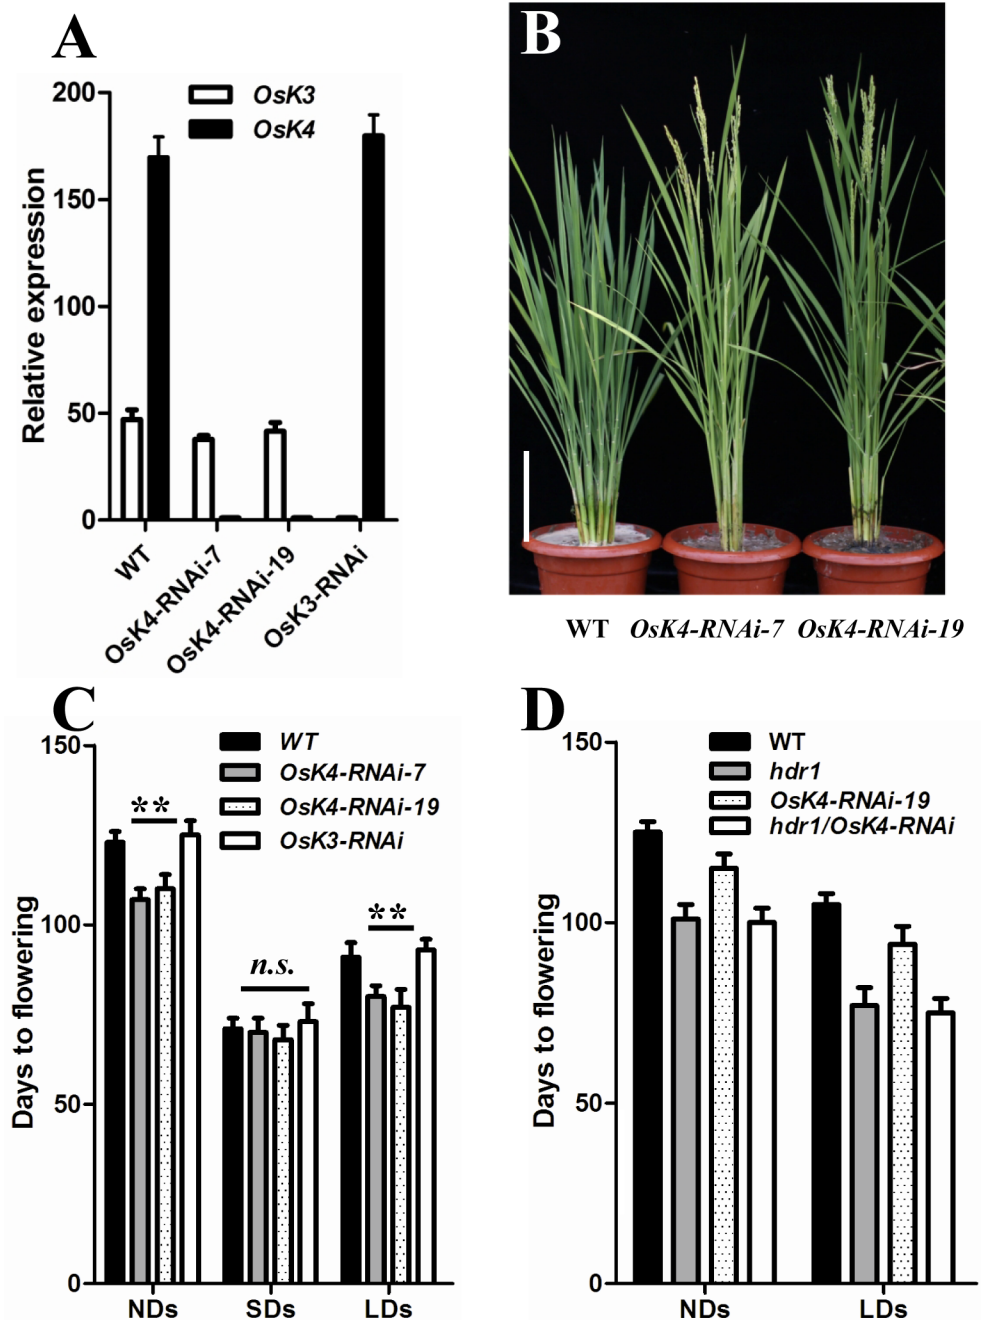 A
B
OsK3
OsK4
Relative expression
200
150
100
50
0
WT
OsK4-RNAi-7
OsK4-RNAi-19
OsK3-RNAi
WT OsK4-RNAi-7 OsK4-RNAi-19
C
WT
OsK4-RNAi-7
OsK4-RNAi-19
OsK3-RNAi
Days to flowering
150
100
50
0
**
n.s.
**
NDs SDs LDs
D
WT
hdr1
OsK4-RNAi-19
hdr1/OsK4-RNAi
Days to flowering
150
100
50
0
NDs LDs